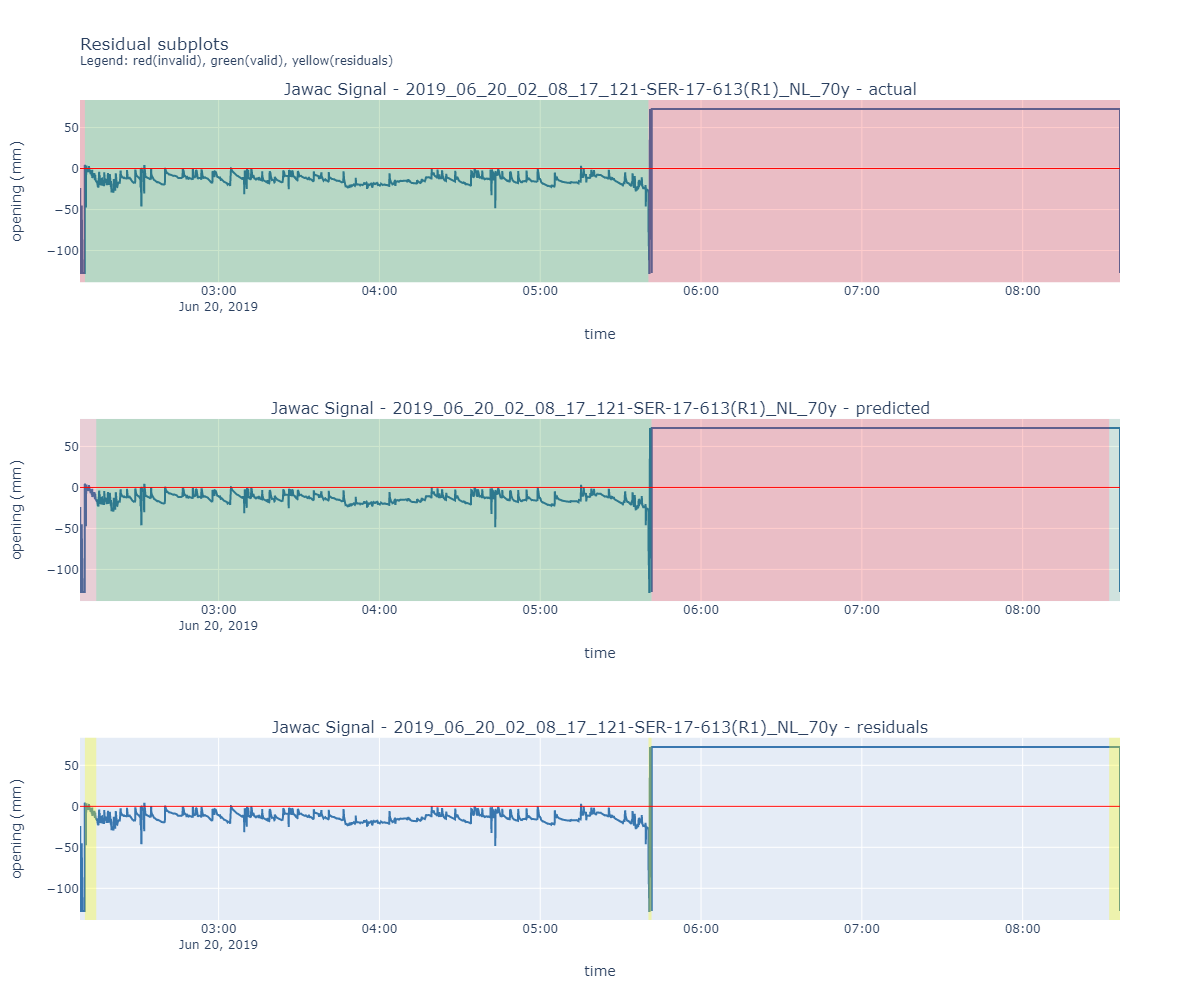 Residual subplots
Legend: red(invalid), green(valid), yellow(residuals)
Jawac Signal - 2019_06_20_02_08_17_121-SER-17-613(R1)_NL_70y - actual
opening (mm)
50
0
−50
−100
03:00
04:00
05:00
06:00
07:00
08:00
Jun 20, 2019
time
Jawac Signal - 2019_06_20_02_08_17_121-SER-17-613(R1)_NL_70y - predicted
opening (mm)
50
0
−50
−100
03:00
04:00
05:00
06:00
07:00
08:00
Jun 20, 2019
time
Jawac Signal - 2019_06_20_02_08_17_121-SER-17-613(R1)_NL_70y - residuals
opening (mm)
50
0
−50
−100
03:00
04:00
05:00
06:00
07:00
08:00
Jun 20, 2019
time